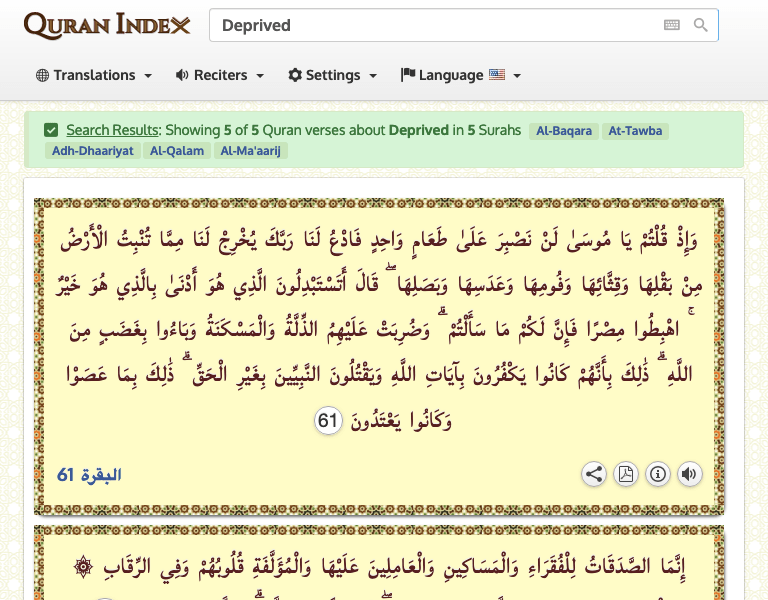 QURAN INDEX
Deprived
Translations Reciters Settings Language
Search Results: Showing 5 of 5 Quran verses about Deprived in 5 Surahs Al-Baqara At-Tawba
Adh-Dhaariyat Al-Qalam Al-Ma'aarij
وَإِذْ قُلْتُمْ يَا مُوسَىٰ لَنْ نَصْبِرَ عَلَىٰ طَعَامٍ وَاحِدٍ فَادْعُ لَنَا رَبَّكَ يُخْرِجْ لَنَا مِمَّا تُنْبِتُ الْأَرْضُ
مِنْ بَقْلِهَا وَقِثَّائِهَا وَفُومِهَا وَعَدَسِهَا وَبَصَلِهَا ۖ قَالَ أَتَسْتَبْدِلُونَ الَّذِي هُوَ أَدْنَىٰ بِالَّذِي هُوَ خَيْرٌ
ۚ اهْبِطُوا مِصْرًا فَإِنَّ لَكُمْ مَا سَأَلْتُمْ ۗ وَضُرِبَتْ عَلَيْهِمُ الذِّلَّةُ وَالْمَسْكَنَةُ وَبَاءُوا بِغَضَبٍ مِنَ
اللَّهِ ۗ ذَٰلِكَ بِأَنَّهُمْ كَانُوا يَكْفُرُونَ بِآيَاتِ اللَّهِ وَيَقْتُلُونَ النَّبِيِّينَ بِغَيْرِ الْحَقِّ ۗ ذَٰلِكَ بِمَا عَصَوْا
وَكَانُوا يَعْتَدُونَ 61
البقرة 61
إِنَّمَا الصَّدَقَاتُ لِلْفُقَرَاءِ وَالْمَسَاكِينِ وَالْعَامِلِينَ عَلَيْهَا وَالْمُؤَلَّفَةِ قُلُوبُهُمْ وَفِي الرِّقَابِ ۞